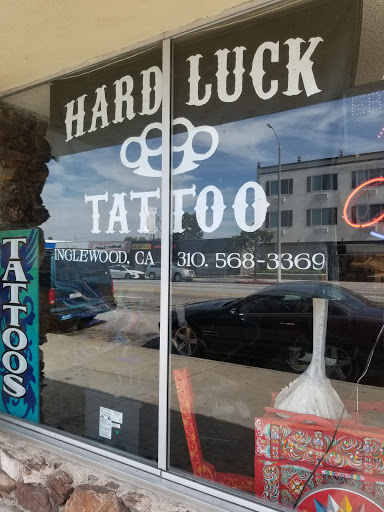 HARD LUCK
TATTOO
INGLEWOOD, CA 310. 568-3369
TATTOOS